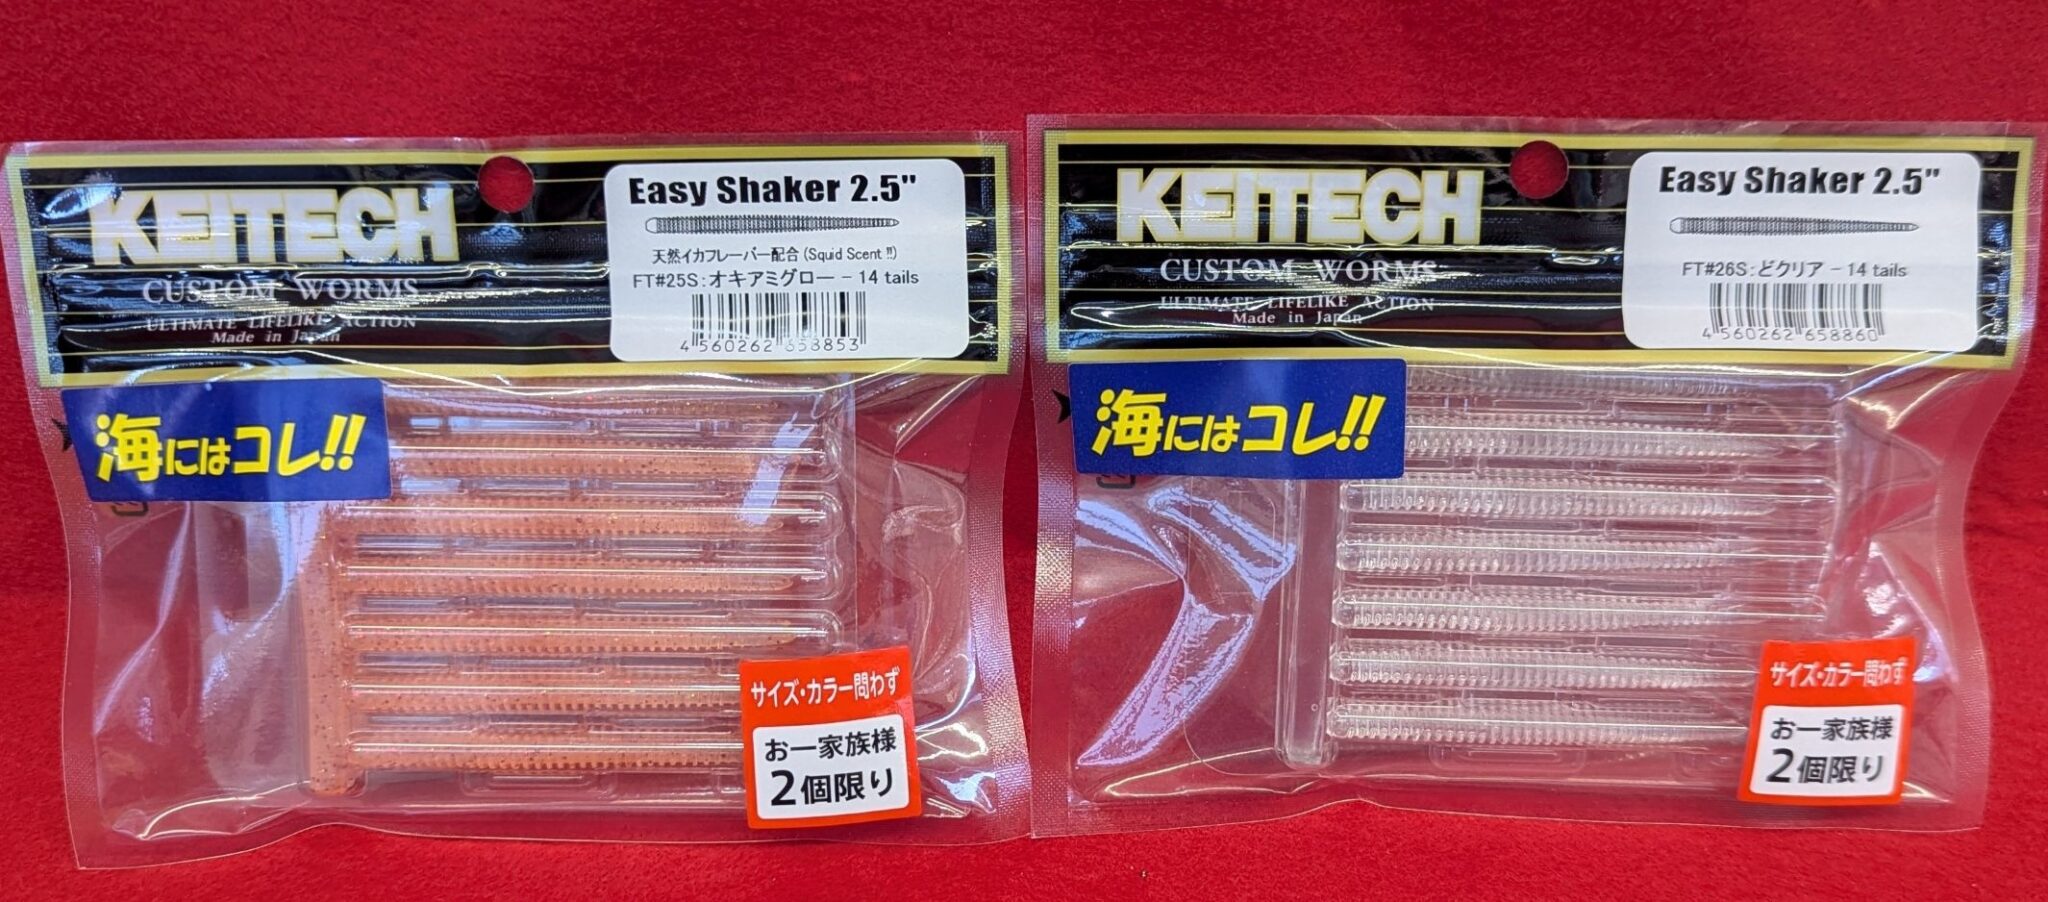 KEITECH
CUSTOM WORMS
ULTIMATE LIFELIKE ACTION
Made in Japan
Easy Shaker 2.5"
天然イカフレーバー配合 (Squid Scent !!)
FT#25S:オキアミグロー - 14 tails
4 560262 658853
海にはコレ!!
サイズ・カラー問わず
お一家族様
2個限り
KEITECH
CUSTOM WORMS
ULTIMATE LIFELIKE ACTION
Made in Japan
Easy Shaker 2.5"
FT#26S:どクリア - 14 tails
4 560262 658860
海にはコレ!!
サイズ・カラー問わず
お一家族様
2個限り